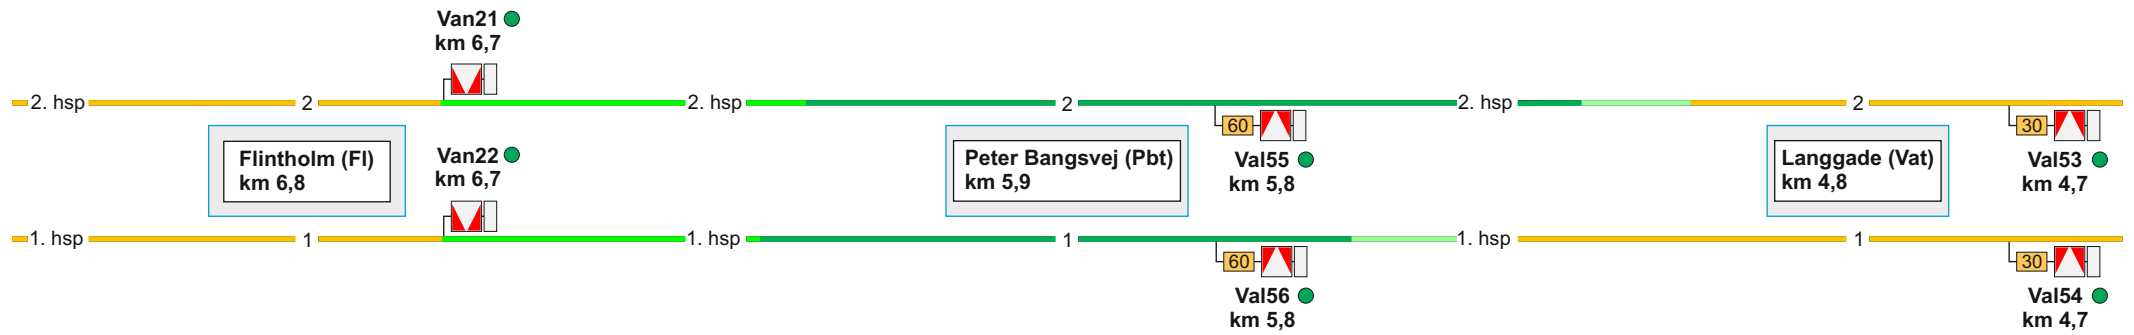 Van21
km 6,7
2. hsp 2 2. hsp 2 2. hsp 2
60 30
Flintholm (Fl)
km 6,8
Van22
km 6,7
Peter Bangsvej (Pbt)
km 5,9
Val55
km 5,8
Langgade (Vat)
km 4,8
Val53
km 4,7
1. hsp 1 1. hsp 1 1. hsp 1
60 30
Val56
km 5,8
Val54
km 4,7